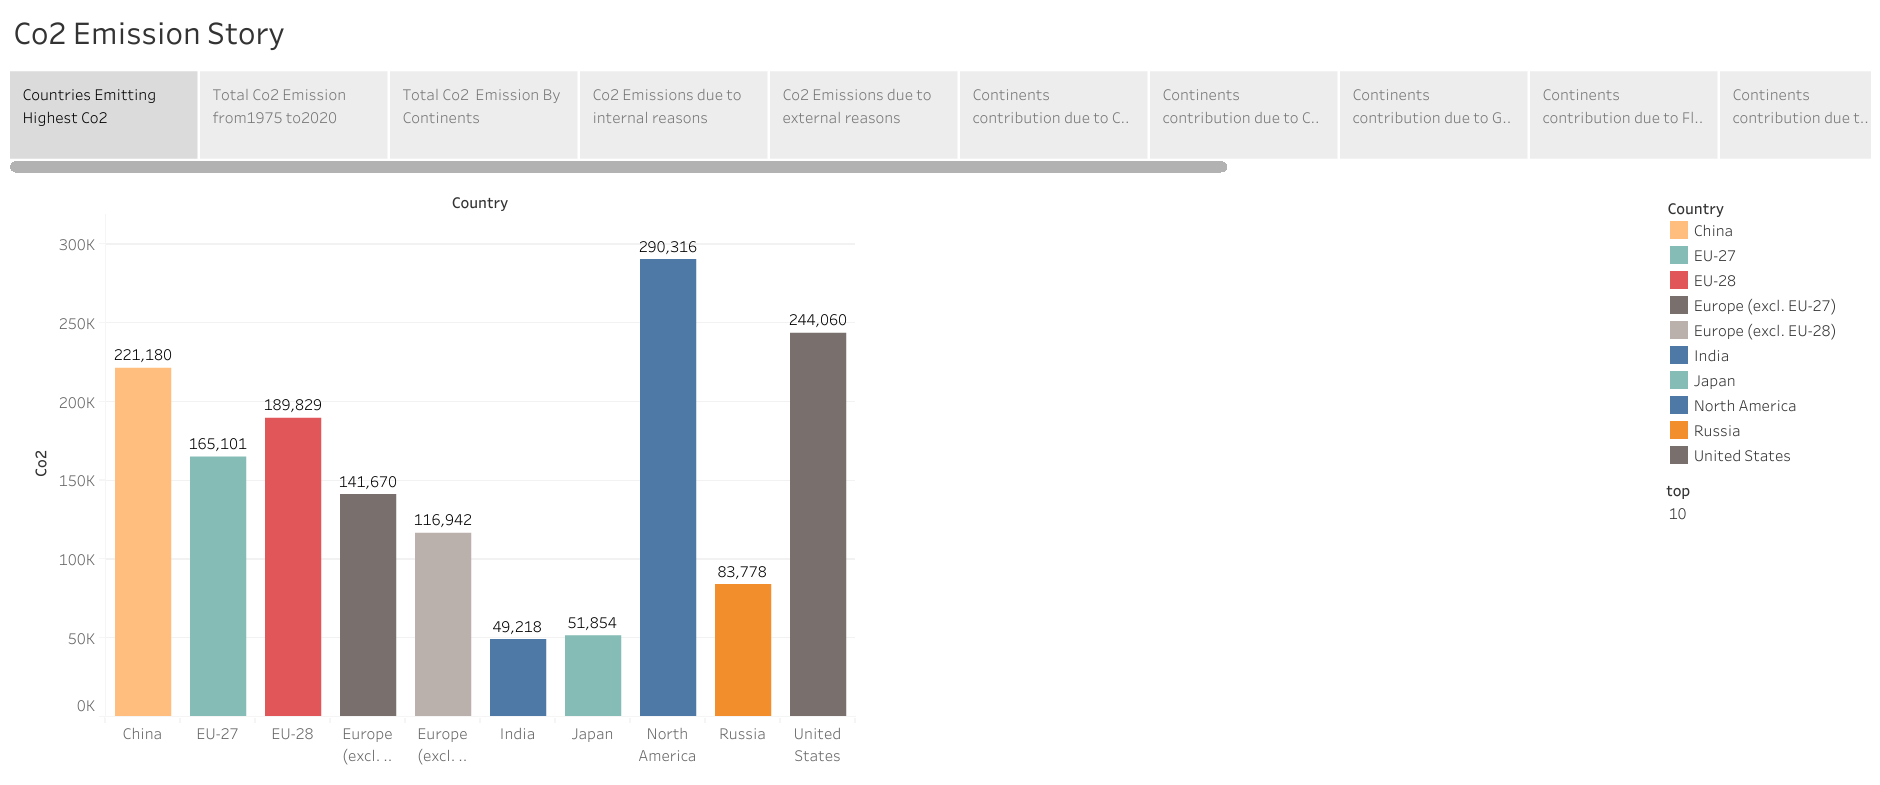 Co2 Emission Story
Countries Emitting
Highest Co2
Total Co2 Emission
from1975 to2020
Total Co2  Emission By
Continents
Co2 Emissions due to
internal reasons
Co2 Emissions due to
external reasons
Continents
contribution due to C..
Continents
contribution due to C..
Continents
contribution due to G..
Continents
contribution due to Fl..
Continents
contribution due t..
Country
Co2
300K
250K
200K
150K
100K
50K
0K
221,180
165,101
189,829
141,670
116,942
49,218
51,854
290,316
83,778
244,060
China
EU-27
EU-28
Europe
(excl. ..
Europe
(excl. ..
India
Japan
North
America
Russia
United
States
Country
China
EU-27
EU-28
Europe (excl. EU-27)
Europe (excl. EU-28)
India
Japan
North America
Russia
United States
top
10